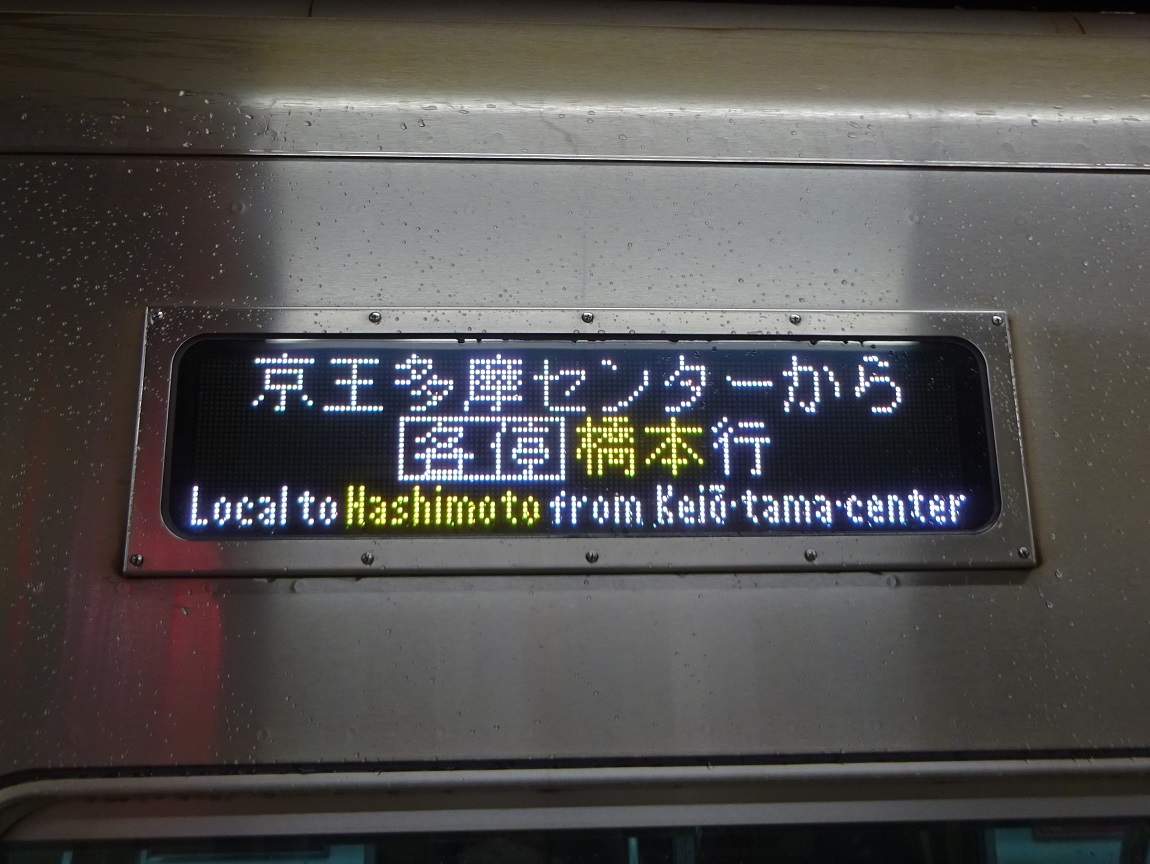 京王多摩センターから
各停 橋本行
Local to Hashimoto from Keiō-tama-center